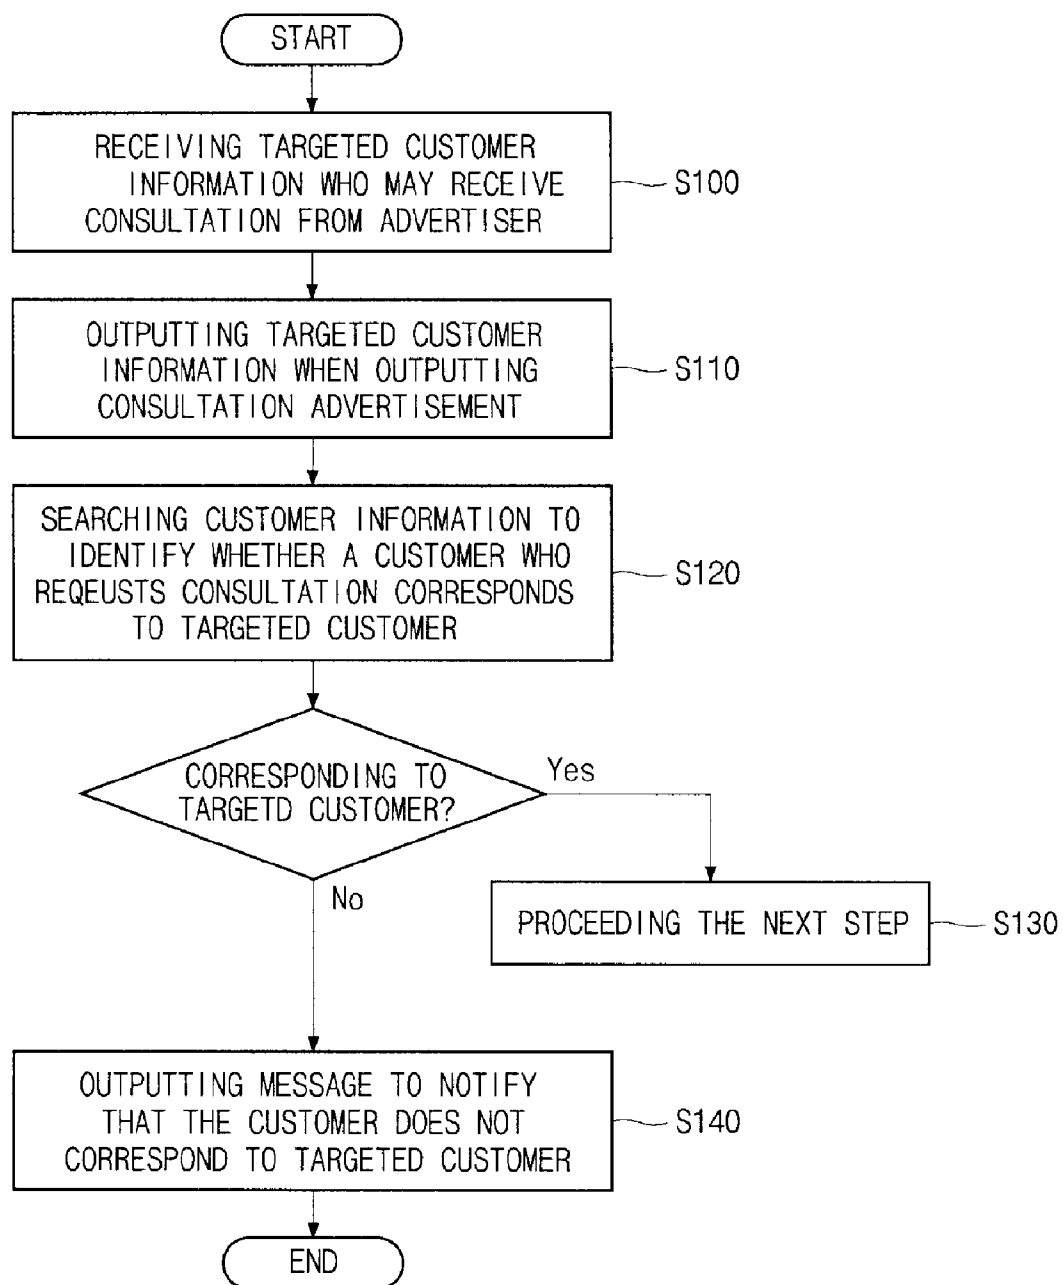 START
RECEIVING TARGETED CUSTOMER
INFORMATION WHO MAY RECEIVE
CONSULTATION FROM ADVERTISER
S100
OUTPUTTING TARGETED CUSTOMER
INFORMATION WHEN OUTPUTTING
CONSULTATION ADVERTISEMENT
S110
SEARCHING CUSTOMER INFORMATION TO
IDENTIFY WHETHER A CUSTOMER WHO
REQEUSTS CONSULTATION CORRESPONDS
TO TARGETED CUSTOMER
S120
CORRESPONDING TO
TARGETD CUSTOMER?
Yes
No
PROCEEDING THE NEXT STEP
S130
OUTPUTTING MESSAGE TO NOTIFY
THAT THE CUSTOMER DOES NOT
CORRESPOND TO TARGETED CUSTOMER
S140
END